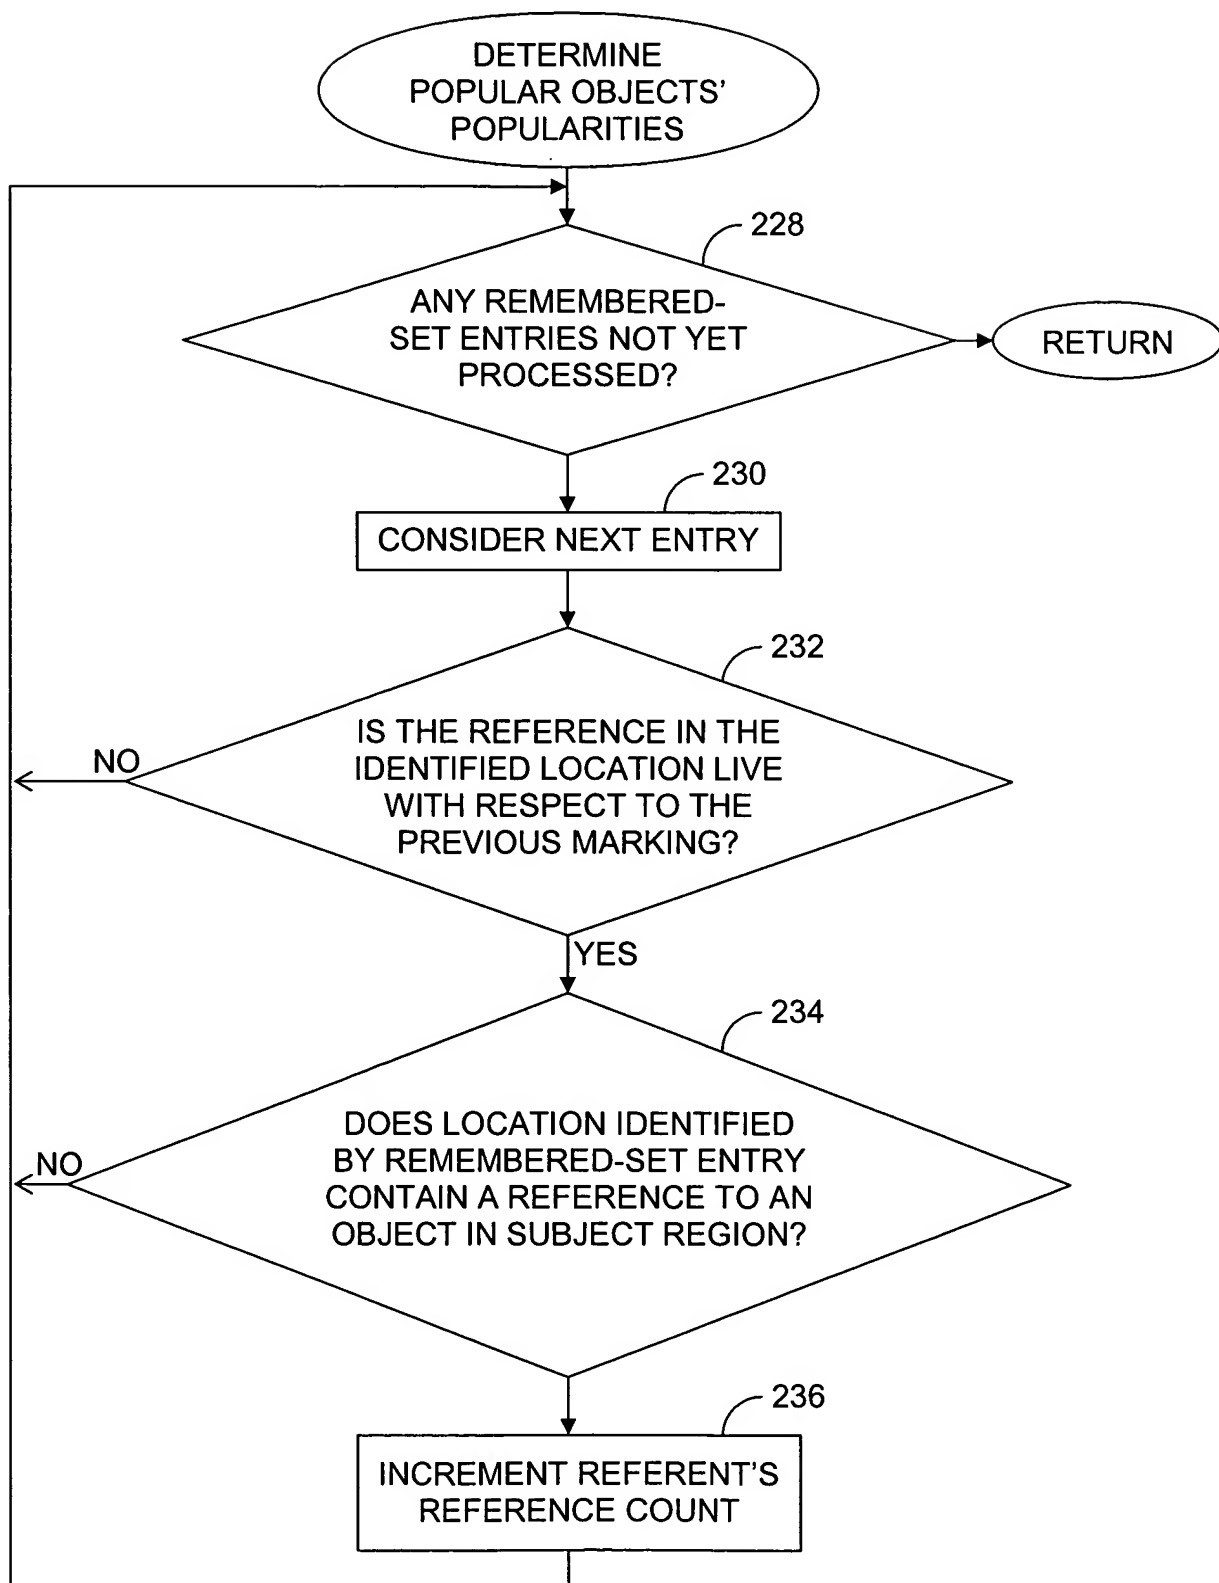 DETERMINE
POPULAR OBJECTS'
POPULARITIES
228
ANY REMEMBERED-
SET ENTRIES NOT YET
PROCESSED?
RETURN
230
CONSIDER NEXT ENTRY
232
IS THE REFERENCE IN THE
IDENTIFIED LOCATION LIVE
WITH RESPECT TO THE
PREVIOUS MARKING?
NO
YES
234
DOES LOCATION IDENTIFIED
BY REMEMBERED-SET ENTRY
CONTAIN A REFERENCE TO AN
OBJECT IN SUBJECT REGION?
NO
236
INCREMENT REFERENT'S
REFERENCE COUNT